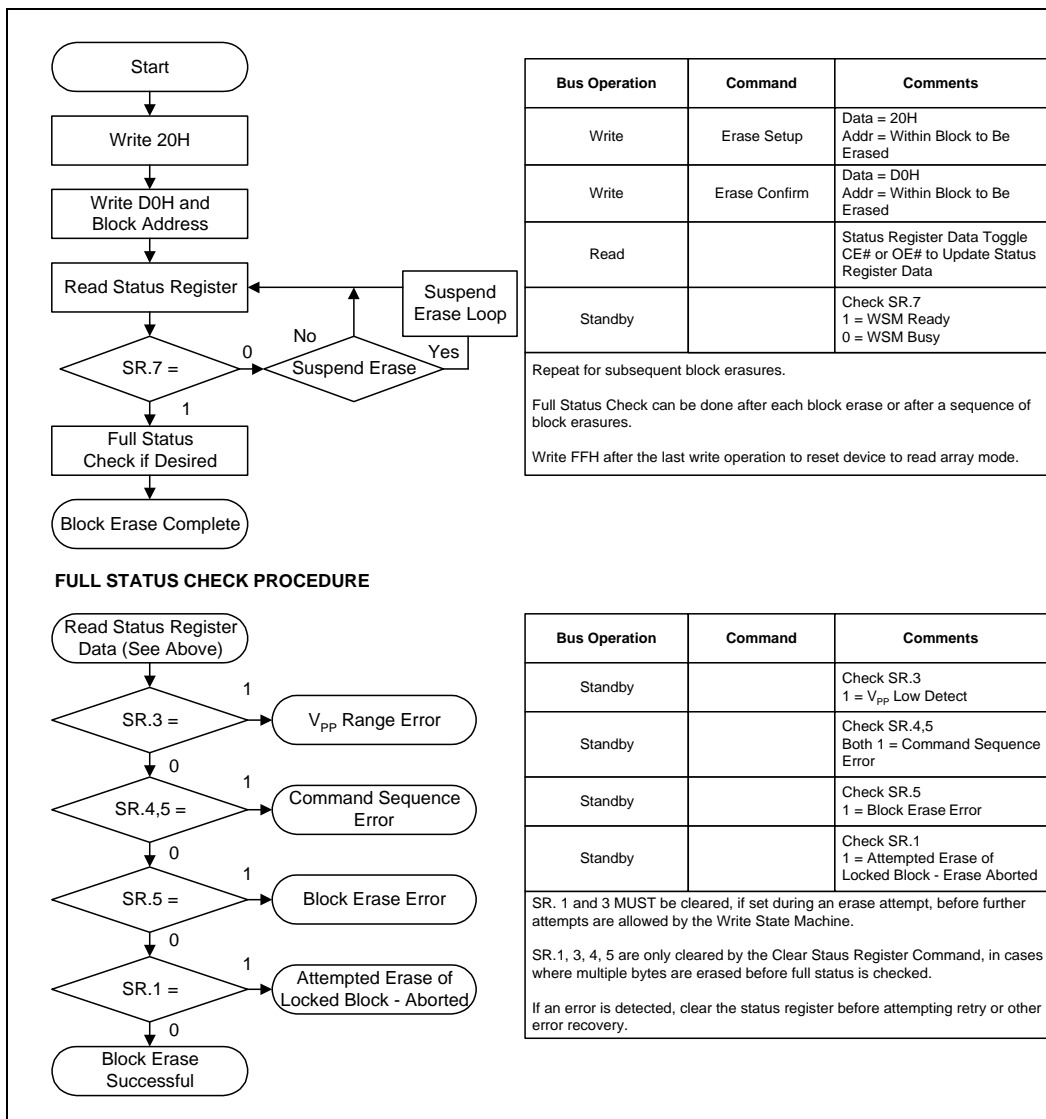 Start
Write 20H
Write D0H and
Block Address
Read Status Register
SR.7 =
0
1
No
Suspend Erase
Yes
Suspend
Erase Loop
Full Status
Check if Desired
Block Erase Complete
Bus Operation Command Comments
Write Erase Setup Data = 20H
Addr = Within Block to Be
Erased
Write Erase Confirm Data = D0H
Addr = Within Block to Be
Erased
Read Status Register Data Toggle
CE# or OE# to Update Status
Register Data
Standby Check SR.7
1 = WSM Ready
0 = WSM Busy
Repeat for subsequent block erasures.
Full Status Check can be done after each block erase or after a sequence of
block erasures.
Write FFH after the last write operation to reset device to read array mode.
FULL STATUS CHECK PROCEDURE
Read Status Register
Data (See Above)
SR.3 =
1
VPP Range Error
0
SR.4,5 =
1
Command Sequence
Error
0
SR.5 =
1
Block Erase Error
0
SR.1 =
1
Attempted Erase of
Locked Block - Aborted
0
Block Erase
Successful
Bus Operation Command Comments
Standby Check SR.3
1 = VPP Low Detect
Standby Check SR.4,5
Both 1 = Command Sequence
Error
Standby Check SR.5
1 = Block Erase Error
Standby Check SR.1
1 = Attempted Erase of
Locked Block - Erase Aborted
SR. 1 and 3 MUST be cleared, if set during an erase attempt, before further
attempts are allowed by the Write State Machine.
SR.1, 3, 4, 5 are only cleared by the Clear Staus Register Command, in cases
where multiple bytes are erased before full status is checked.
If an error is detected, clear the status register before attempting retry or other
error recovery.